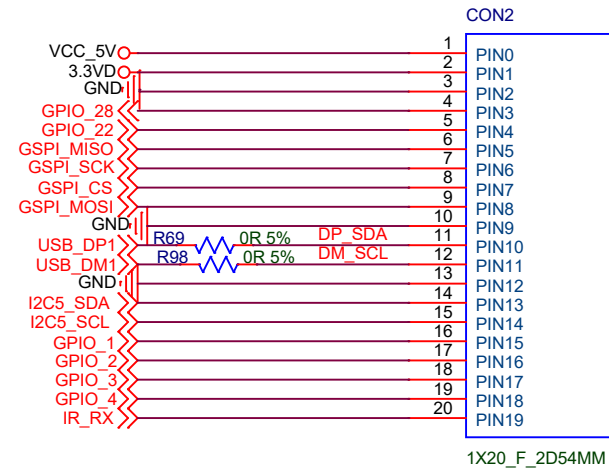 CON2
VCC_5V 1 PIN0
3.3VD 2 PIN1
GND 3 PIN2
GPIO_28 4 PIN3
GPIO_22 5 PIN4
GSPI_MISO 6 PIN5
GSPI_SCK 7 PIN6
GSPI_CS 8 PIN7
GSPI_MOSI 9 PIN8
GND 10 PIN9
USB_DP1 R69 0R 5% DP_SDA 11 PIN10
USB_DM1 R98 0R 5% DM_SCL 12 PIN11
GND 13 PIN12
I2C5_SDA 14 PIN13
I2C5_SCL 15 PIN14
GPIO_1 16 PIN15
GPIO_2 17 PIN16
GPIO_3 18 PIN17
GPIO_4 19 PIN18
IR_RX 20 PIN19
1X20_F_2D54MM